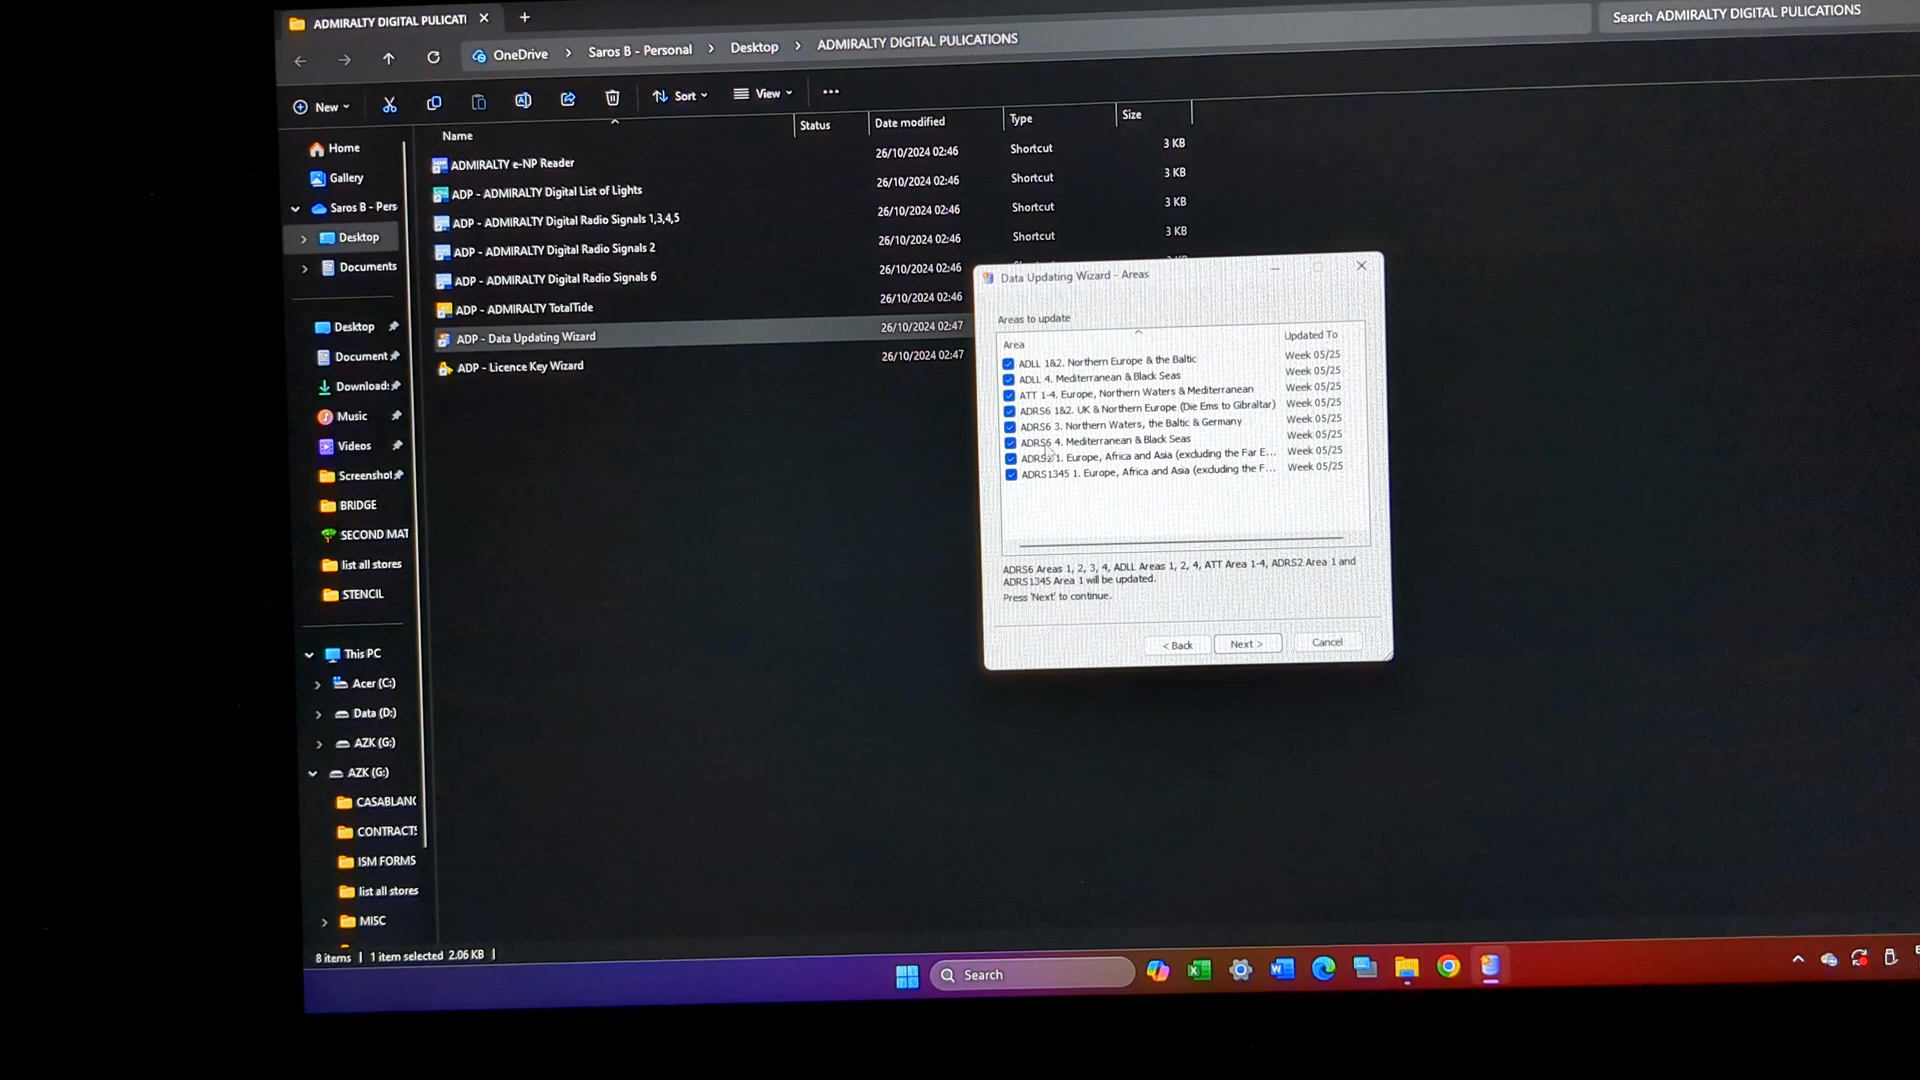 ADMIRALTY DIGITAL PULICATI
Search ADMIRALTY DIGITAL PULICATIONS
OneDrive > Saros B - Personal > Desktop > ADMIRALTY DIGITAL PULICATIONS
New Sort View
Name Status Date modified Type Size
ADMIRALTY e-NP Reader 26/10/2024 02:46 Shortcut 3 KB
ADP - ADMIRALTY Digital List of Lights 26/10/2024 02:46 Shortcut 3 KB
ADP - ADMIRALTY Digital Radio Signals 1,3,4,5 26/10/2024 02:46 Shortcut 3 KB
ADP - ADMIRALTY Digital Radio Signals 2 26/10/2024 02:46 Shortcut 3 KB
ADP - ADMIRALTY Digital Radio Signals 6 26/10/2024 02:46
ADP - ADMIRALTY TotalTide 26/10/2024 02:46
ADP - Data Updating Wizard 26/10/2024 02:47
ADP - Licence Key Wizard 26/10/2024 02:47
Home
Gallery
Saros B - Pers
Desktop
Documents
Desktop
Document
Download:
Music
Videos
Screenshot
BRIDGE
SECOND MAT
list all stores
STENCIL
This PC
Acer (C:)
Data (D:)
AZK (G:)
AZK (G:)
CASABLANC
CONTRACTS
ISM FORMS
list all stores
MISC
8 items | 1 item selected 2.06 KB |
Data Updating Wizard - Areas
Areas to update
Area Updated To
ADLL 1&2. Northern Europe & the Baltic Week 05/25
ADLL 4. Mediterranean & Black Seas Week 05/25
ATT 1-4. Europe, Northern Waters & Mediterranean Week 05/25
ADRS6 1&2. UK & Northern Europe (Die Ems to Gibraltar) Week 05/25
ADRS6 3. Northern Waters, the Baltic & Germany Week 05/25
ADRS6 4. Mediterranean & Black Seas Week 05/25
ADRS2 1. Europe, Africa and Asia (excluding the Far E... Week 05/25
ADRS1345 1. Europe, Africa and Asia (excluding the F... Week 05/25
ADRS6 Areas 1, 2, 3, 4, ADLL Areas 1, 2, 4, ATT Area 1-4, ADRS2 Area 1 and
ADRS1345 Area 1 will be updated.
Press 'Next' to continue.
< Back Next > Cancel
Search